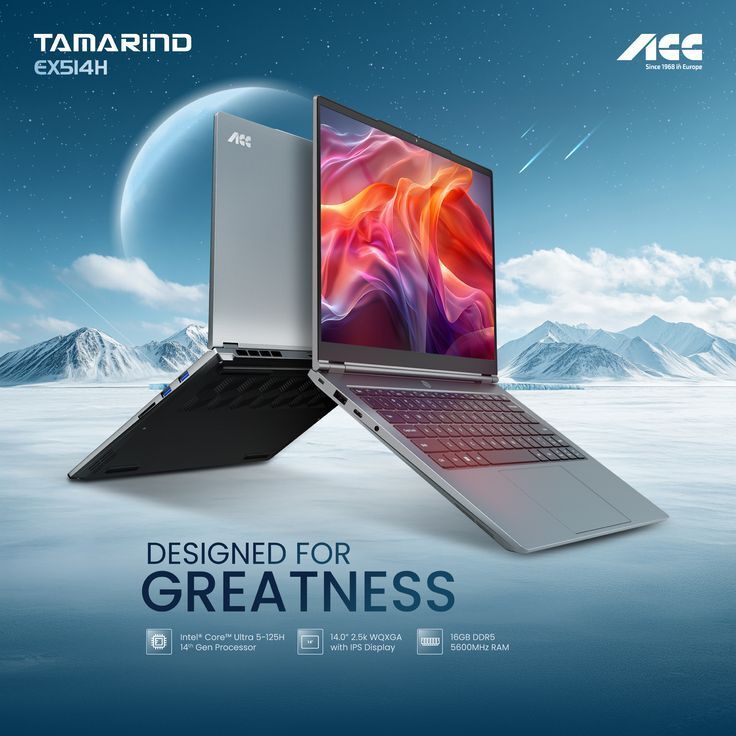 TAMARIND
EX514H
ACC
Since 1968 in Europe
ACC
DESIGNED FOR
GREATNESS
Intel® Core™ Ultra 5-125H
14th Gen Processor
14.0" 2.5k WQXGA
with IPS Display
16GB DDR5
5600MHz RAM